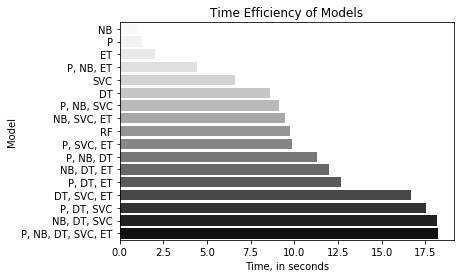 Time Efficiency of Models
Model
NB
P
ET
P, NB, ET
SVC
DT
P, NB, SVC
NB, SVC, ET
RF
P, SVC, ET
P, NB, DT
NB, DT, ET
P, DT, ET
DT, SVC, ET
P, DT, SVC
NB, DT, SVC
P, NB, DT, SVC, ET
0.0 2.5 5.0 7.5 10.0 12.5 15.0 17.5
Time, in seconds